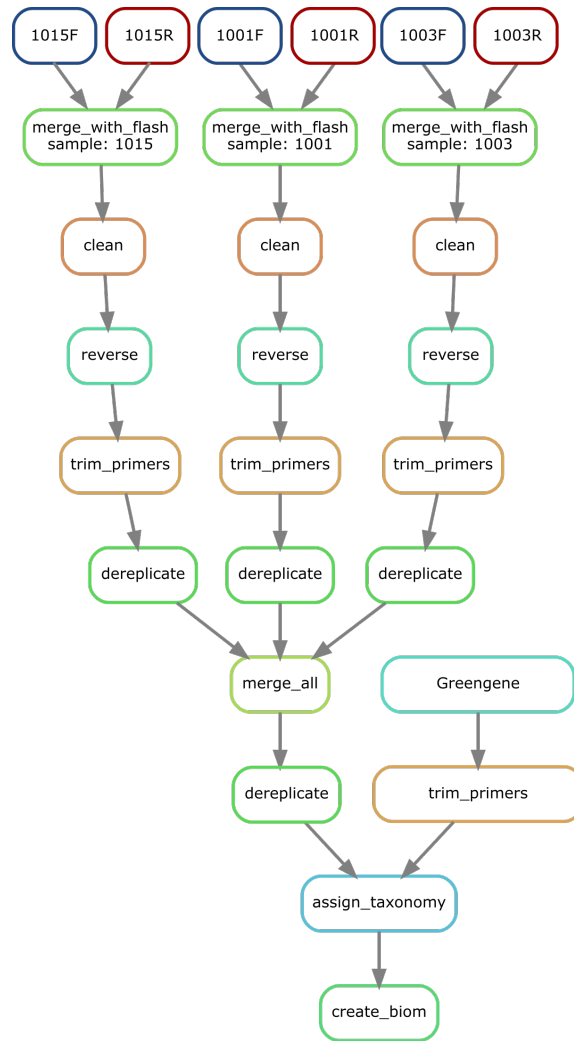 1015F
1015R
1001F
1001R
1003F
1003R
merge_with_flash
sample: 1015
merge_with_flash
sample: 1001
merge_with_flash
sample: 1003
clean
clean
clean
reverse
reverse
reverse
trim_primers
trim_primers
trim_primers
dereplicate
dereplicate
dereplicate
merge_all
Greengene
dereplicate
trim_primers
assign_taxonomy
create_biom